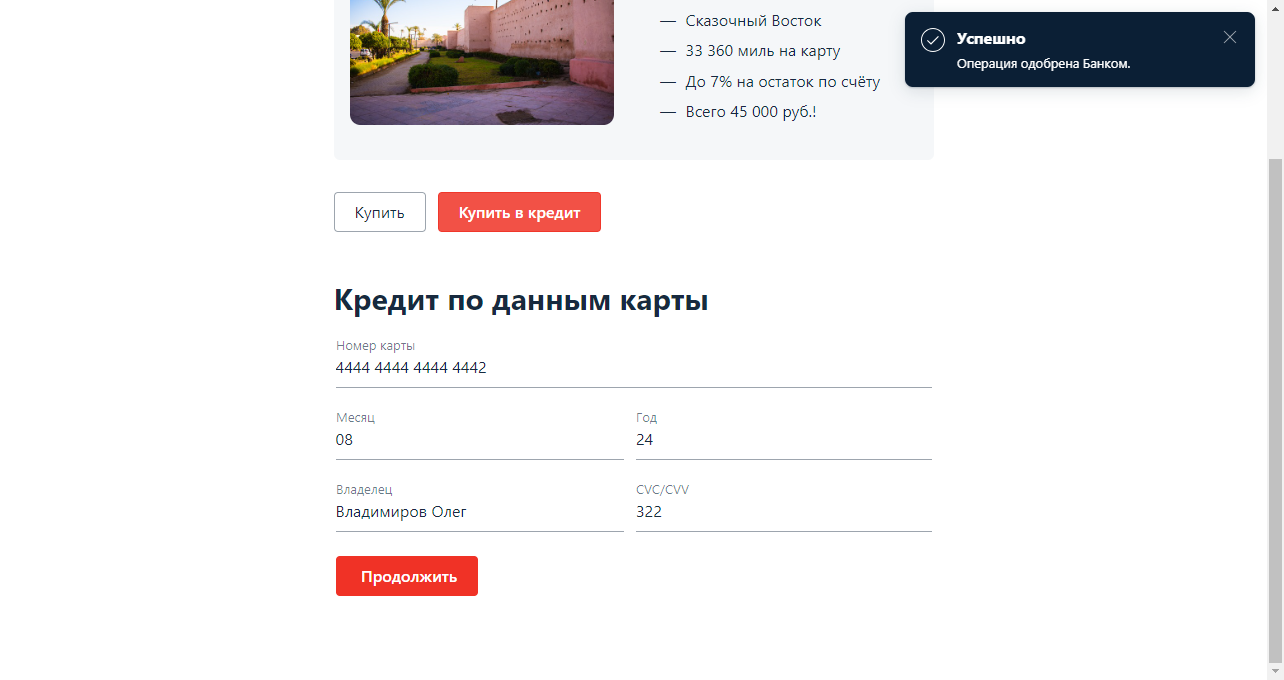 — Сказочный Восток
— 33 360 миль на карту
— До 7% на остаток по счёту
— Всего 45 000 руб.!
Успешно
Операция одобрена Банком.
Купить
Купить в кредит
Кредит по данным карты
Номер карты
4444 4444 4444 4442
Месяц
08
Год
24
Владелец
Владимиров Олег
CVC/CVV
322
Продолжить